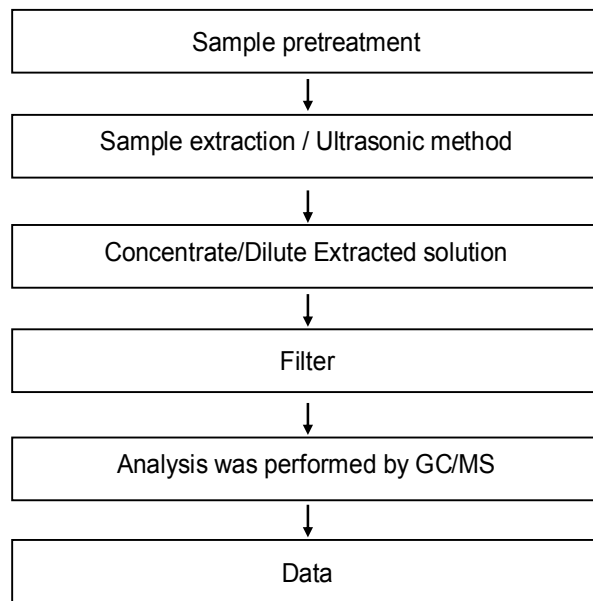 Sample pretreatment
Sample extraction / Ultrasonic method
Concentrate/Dilute Extracted solution
Filter
Analysis was performed by GC/MS
Data